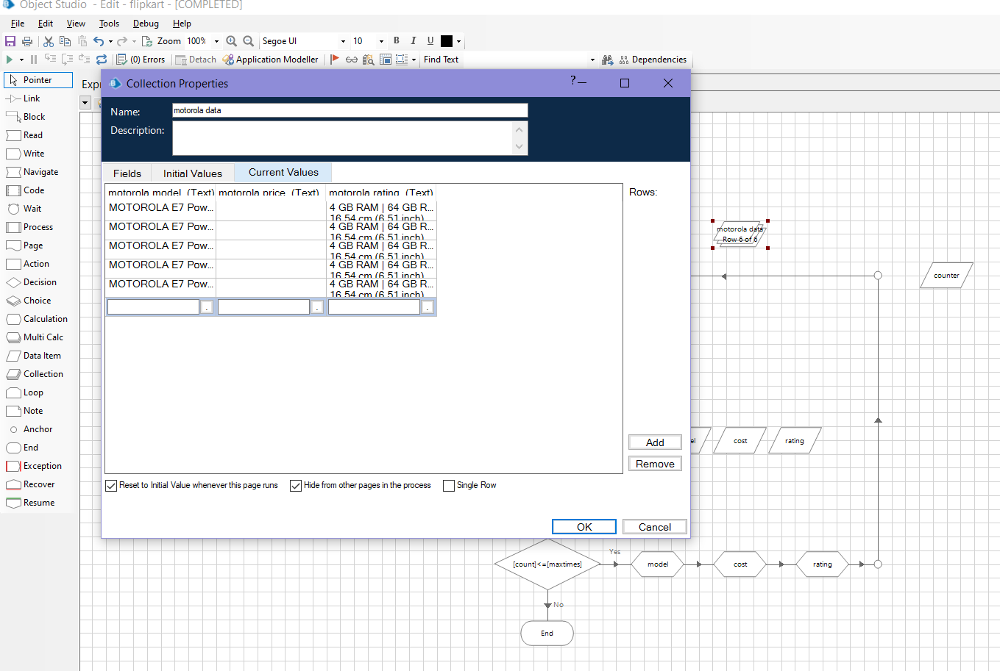 Object Studio - Edit - flipkart - [COMPLETED]
File Edit View Tools Debug Help
Zoom 100% Segoe UI 10 B I U
(0) Errors Detach Application Modeller Find Text Dependencies
Pointer
Link
Block
Read
Write
Navigate
Code
Wait
Process
Page
Action
Decision
Choice
Calculation
Multi Calc
Data Item
Collection
Loop
Note
Anchor
End
Exception
Recover
Resume
Expr
Collection Properties
?
Name: motorola data
Description:
Fields Initial Values Current Values
motorola model (Text) motorola price (Text) motorola rating (Text)
MOTOROLA E7 Pow... 4 GB RAM | 64 GB R...
16.54 cm (6.51 inch)
MOTOROLA E7 Pow... 4 GB RAM | 64 GB R...
16.54 cm (6.51 inch)
MOTOROLA E7 Pow... 4 GB RAM | 64 GB R...
16.54 cm (6.51 inch)
MOTOROLA E7 Pow... 4 GB RAM | 64 GB R...
16.54 cm (6.51 inch)
MOTOROLA E7 Pow... 4 GB RAM | 64 GB R...
16.54 cm (6.51 inch)
. . .
Rows:
Add
Remove
Reset to Initial Value whenever this page runs Hide from other pages in the process Single Row
OK Cancel
motorola data
Row 6 of 6
counter
el cost rating
[count]<=[maxtimes] Yes model cost rating
No
End